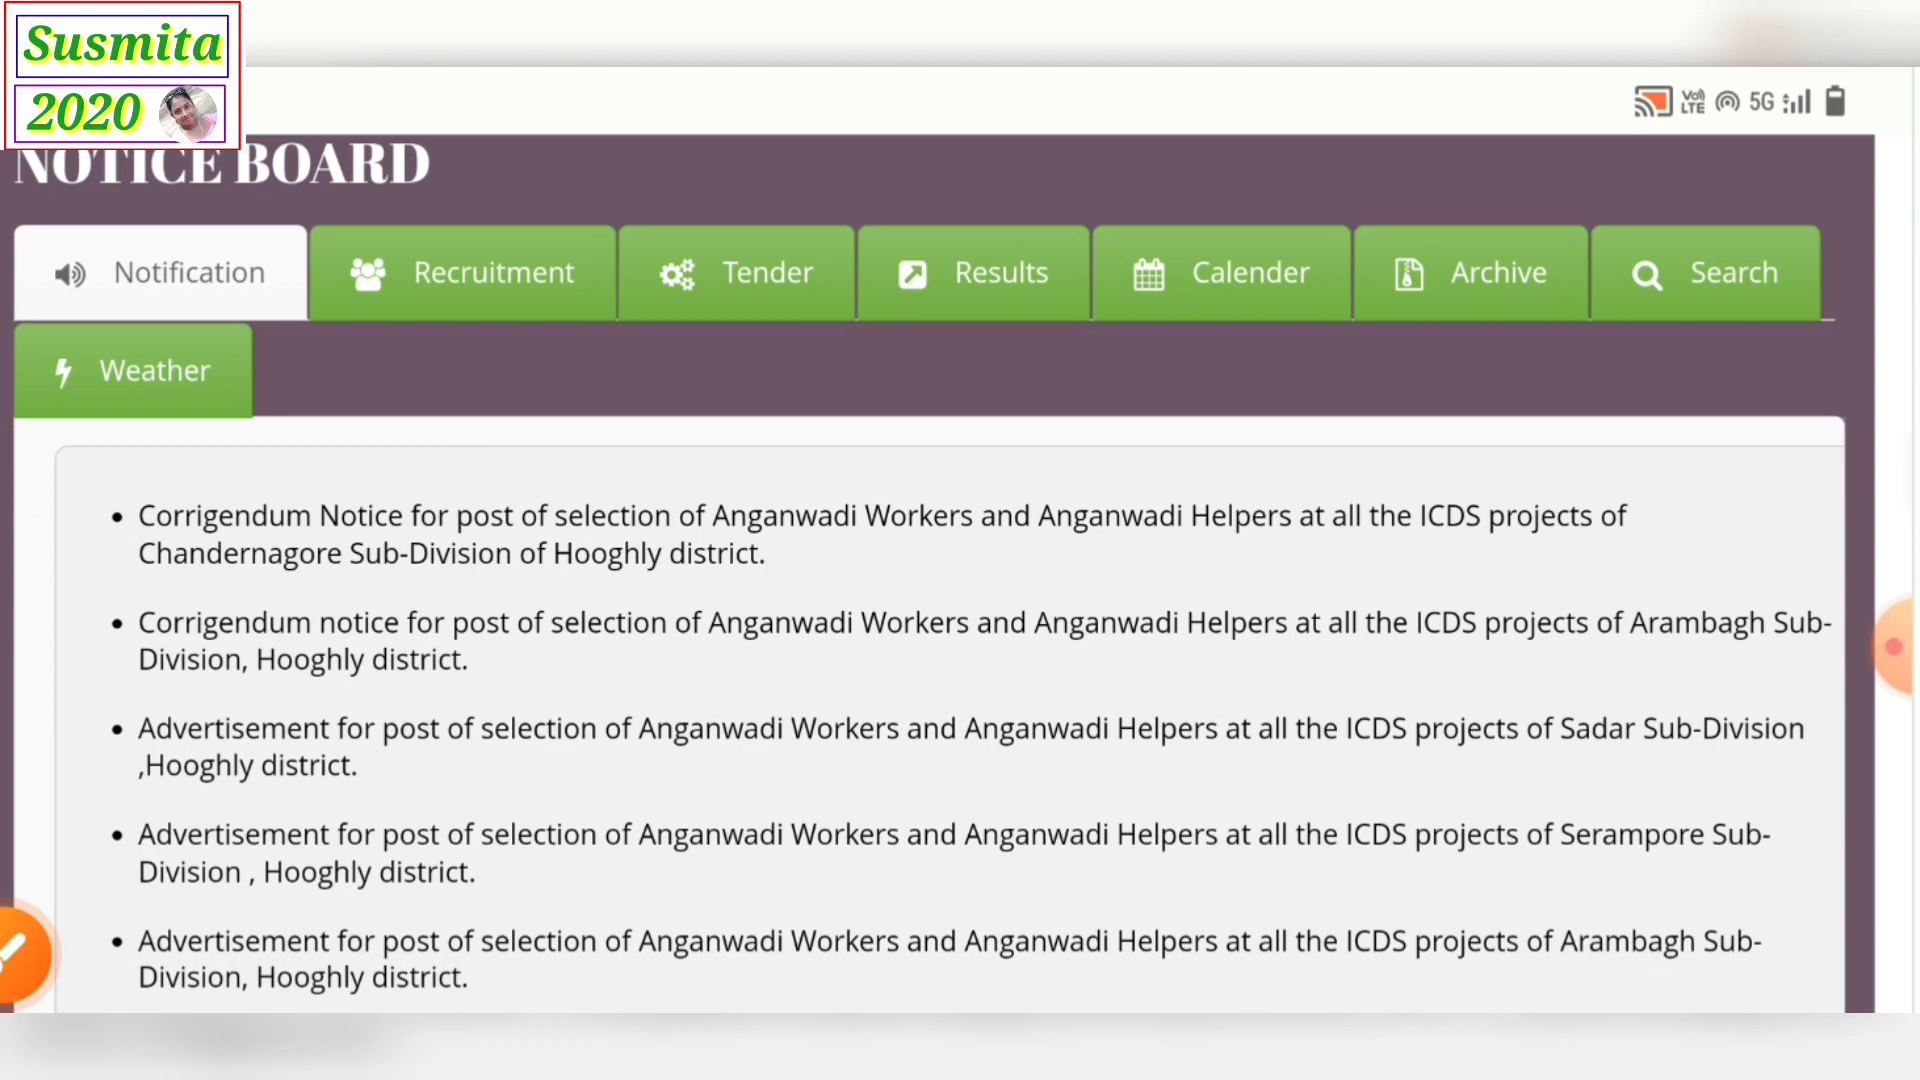 Susmita
2020
Vo) LTE 5G
NOTICE BOARD
Notification Recruitment Tender Results Calender Archive Search
Weather
• Corrigendum Notice for post of selection of Anganwadi Workers and Anganwadi Helpers at all the ICDS projects of
Chandernagore Sub-Division of Hooghly district.
• Corrigendum notice for post of selection of Anganwadi Workers and Anganwadi Helpers at all the ICDS projects of Arambagh Sub-
Division, Hooghly district.
• Advertisement for post of selection of Anganwadi Workers and Anganwadi Helpers at all the ICDS projects of Sadar Sub-Division
,Hooghly district.
• Advertisement for post of selection of Anganwadi Workers and Anganwadi Helpers at all the ICDS projects of Serampore Sub-
Division , Hooghly district.
• Advertisement for post of selection of Anganwadi Workers and Anganwadi Helpers at all the ICDS projects of Arambagh Sub-
Division, Hooghly district.